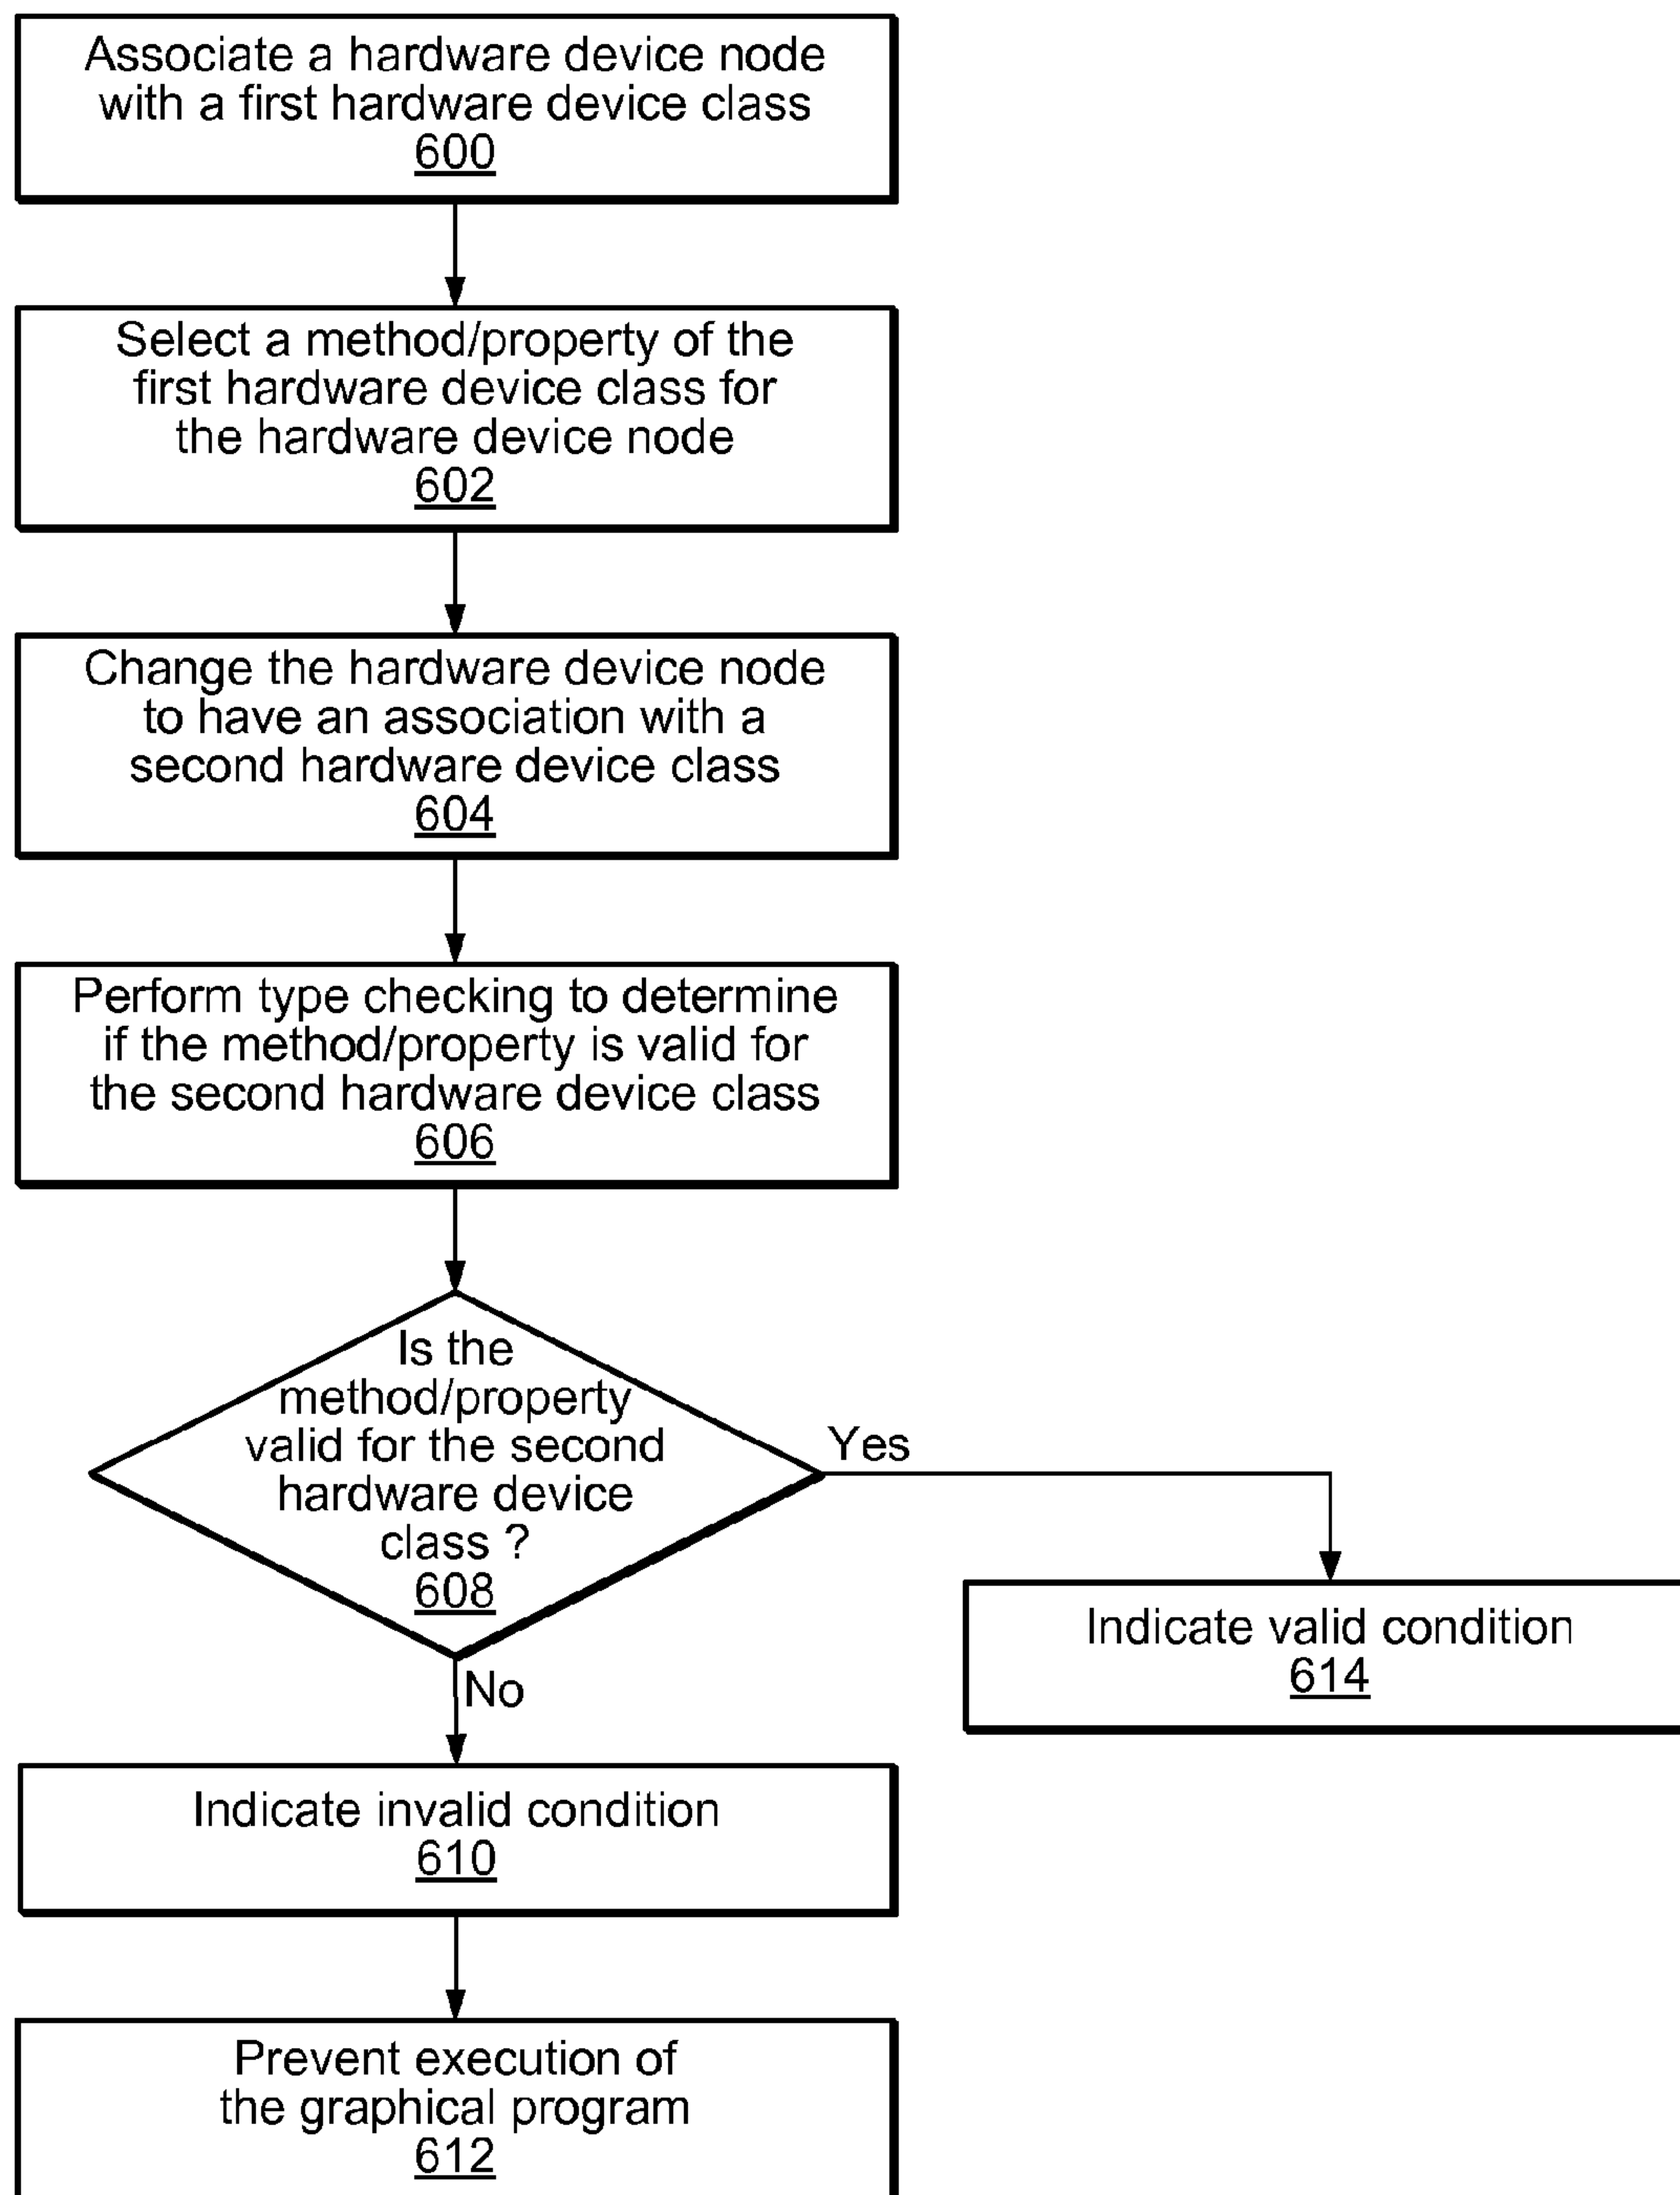 Associate a hardware device node
with a first hardware device class
600
Select a method/property of the
first hardware device class for
the hardware device node
602
Change the hardware device node
to have an association with a
second hardware device class
604
Perform type checking to determine
if the method/property is valid for
the second hardware device class
606
Is the
method/property
valid for the second
hardware device
class ?
608
Yes
Indicate valid condition
614
No
Indicate invalid condition
610
Prevent execution of
the graphical program
612